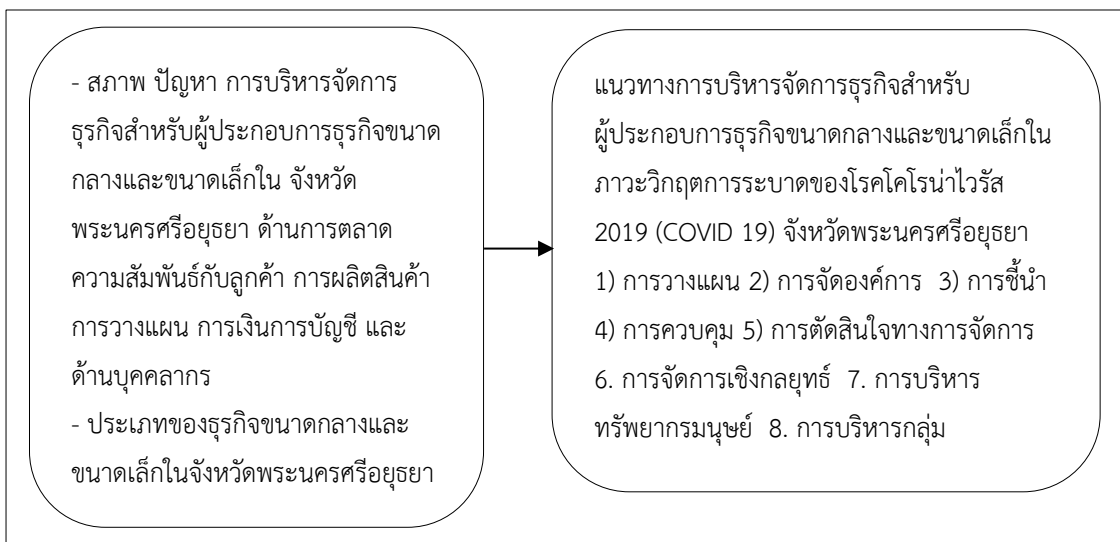 - สภาพ ปัญหา การบริหารจัดการ
ธุรกิจสำหรับผู้ประกอบการธุรกิจขนาด
กลางและขนาดเล็กใน จังหวัด
พระนครศรีอยุธยา ด้านการตลาด
ความสัมพันธ์กับลูกค้า การผลิตสินค้า
การวางแผน การเงินการบัญชี และ
ด้านบุคคลากร
- ประเภทของธุรกิจขนาดกลางและ
ขนาดเล็กในจังหวัดพระนครศรีอยุธยา
แนวทางการบริหารจัดการธุรกิจสำหรับ
ผู้ประกอบการธุรกิจขนาดกลางและขนาดเล็กใน
ภาวะวิกฤตการระบาดของโรคโคโรน่าไวรัส
2019 (COVID 19) จังหวัดพระนครศรีอยุธยา
1) การวางแผน 2) การจัดองค์การ 3) การชี้นำ
4) การควบคุม 5) การตัดสินใจทางการจัดการ
6. การจัดการเชิงกลยุทธ์ 7. การบริหาร
ทรัพยากรมนุษย์ 8. การบริหารกลุ่ม